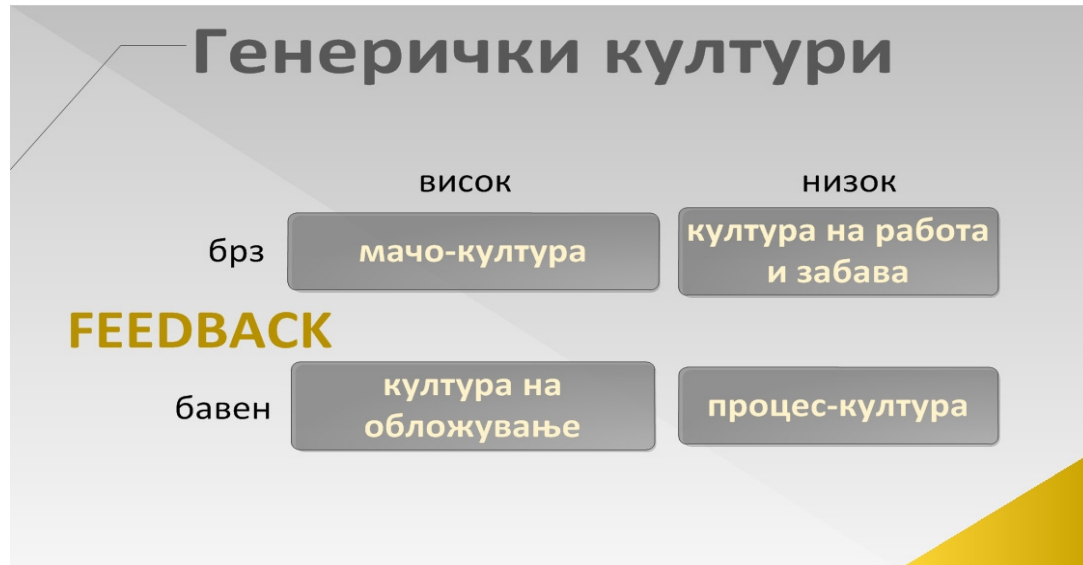 Генерички култури
висок низок
брз мачо-култура култура на работа
и забава
FEEDBACK
бавен култура на
обложување процес-култура